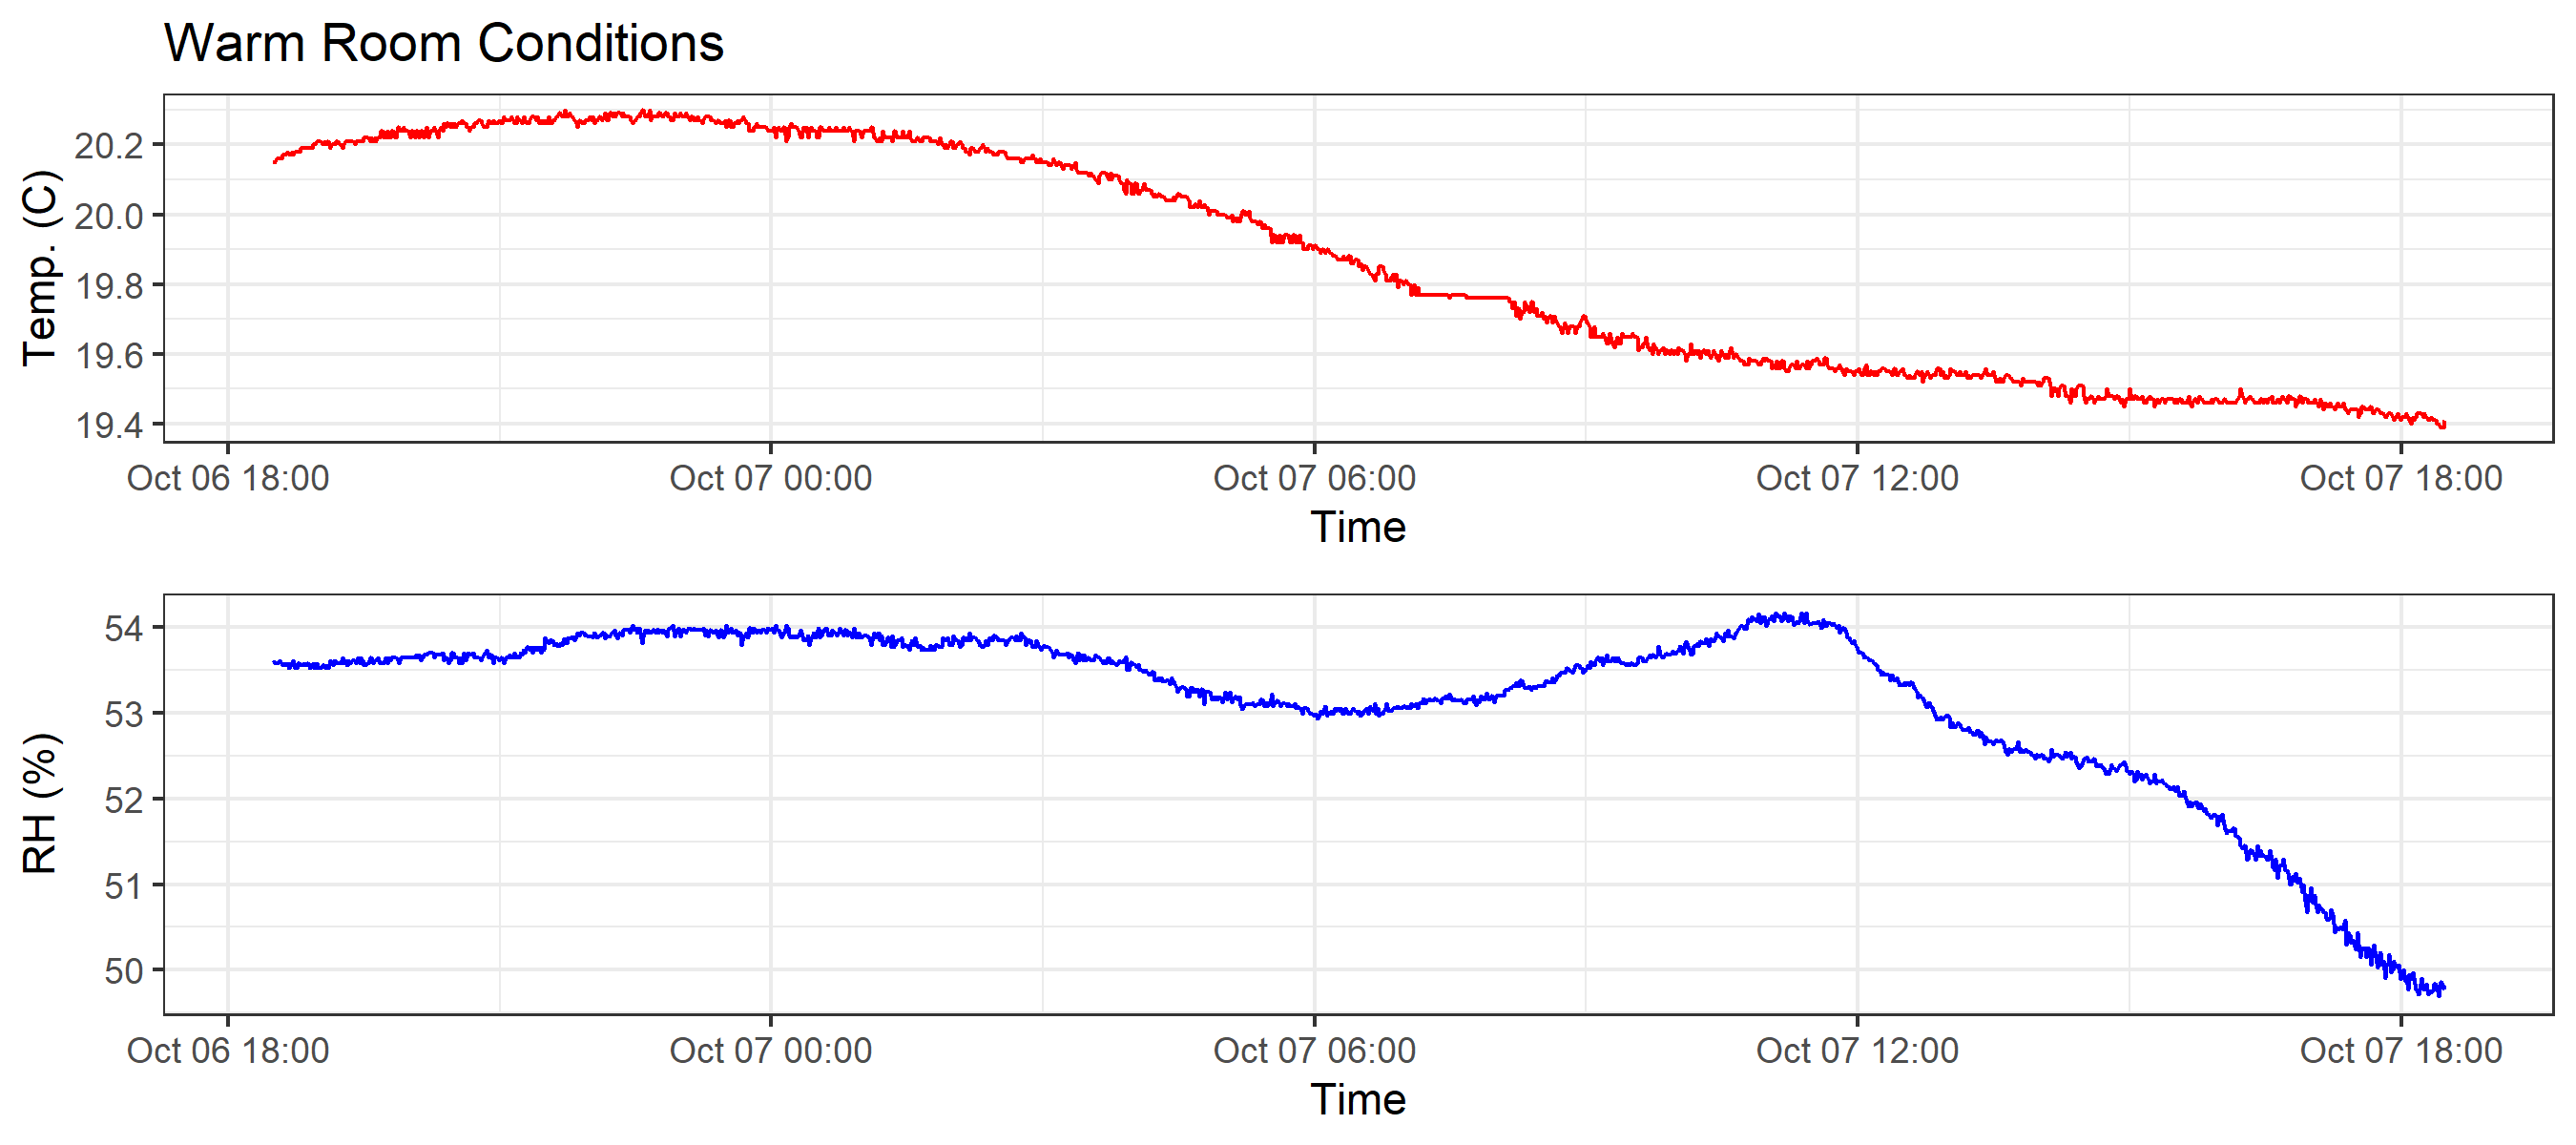 Warm Room Conditions
Temp. (C)
20.2
20.0
19.8
19.6
19.4
Oct 06 18:00 Oct 07 00:00 Oct 07 06:00 Oct 07 12:00 Oct 07 18:00
Time
RH (%)
54
53
52
51
50
Oct 06 18:00 Oct 07 00:00 Oct 07 06:00 Oct 07 12:00 Oct 07 18:00
Time